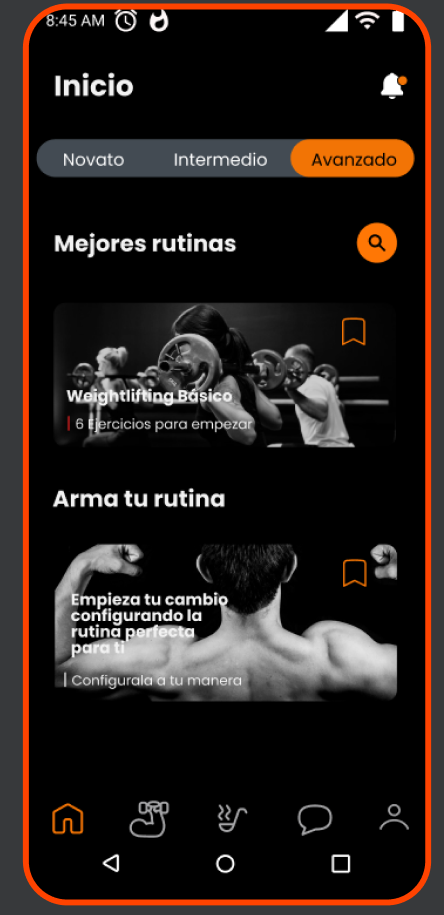 8:45 AM
Inicio
Novato Intermedio Avanzado
Mejores rutinas
Weightlifting Básico
6 Ejercicios para empezar
Arma tu rutina
Empieza tu cambio
configurando la
rutina perfecta
para ti
Configurala a tu manera